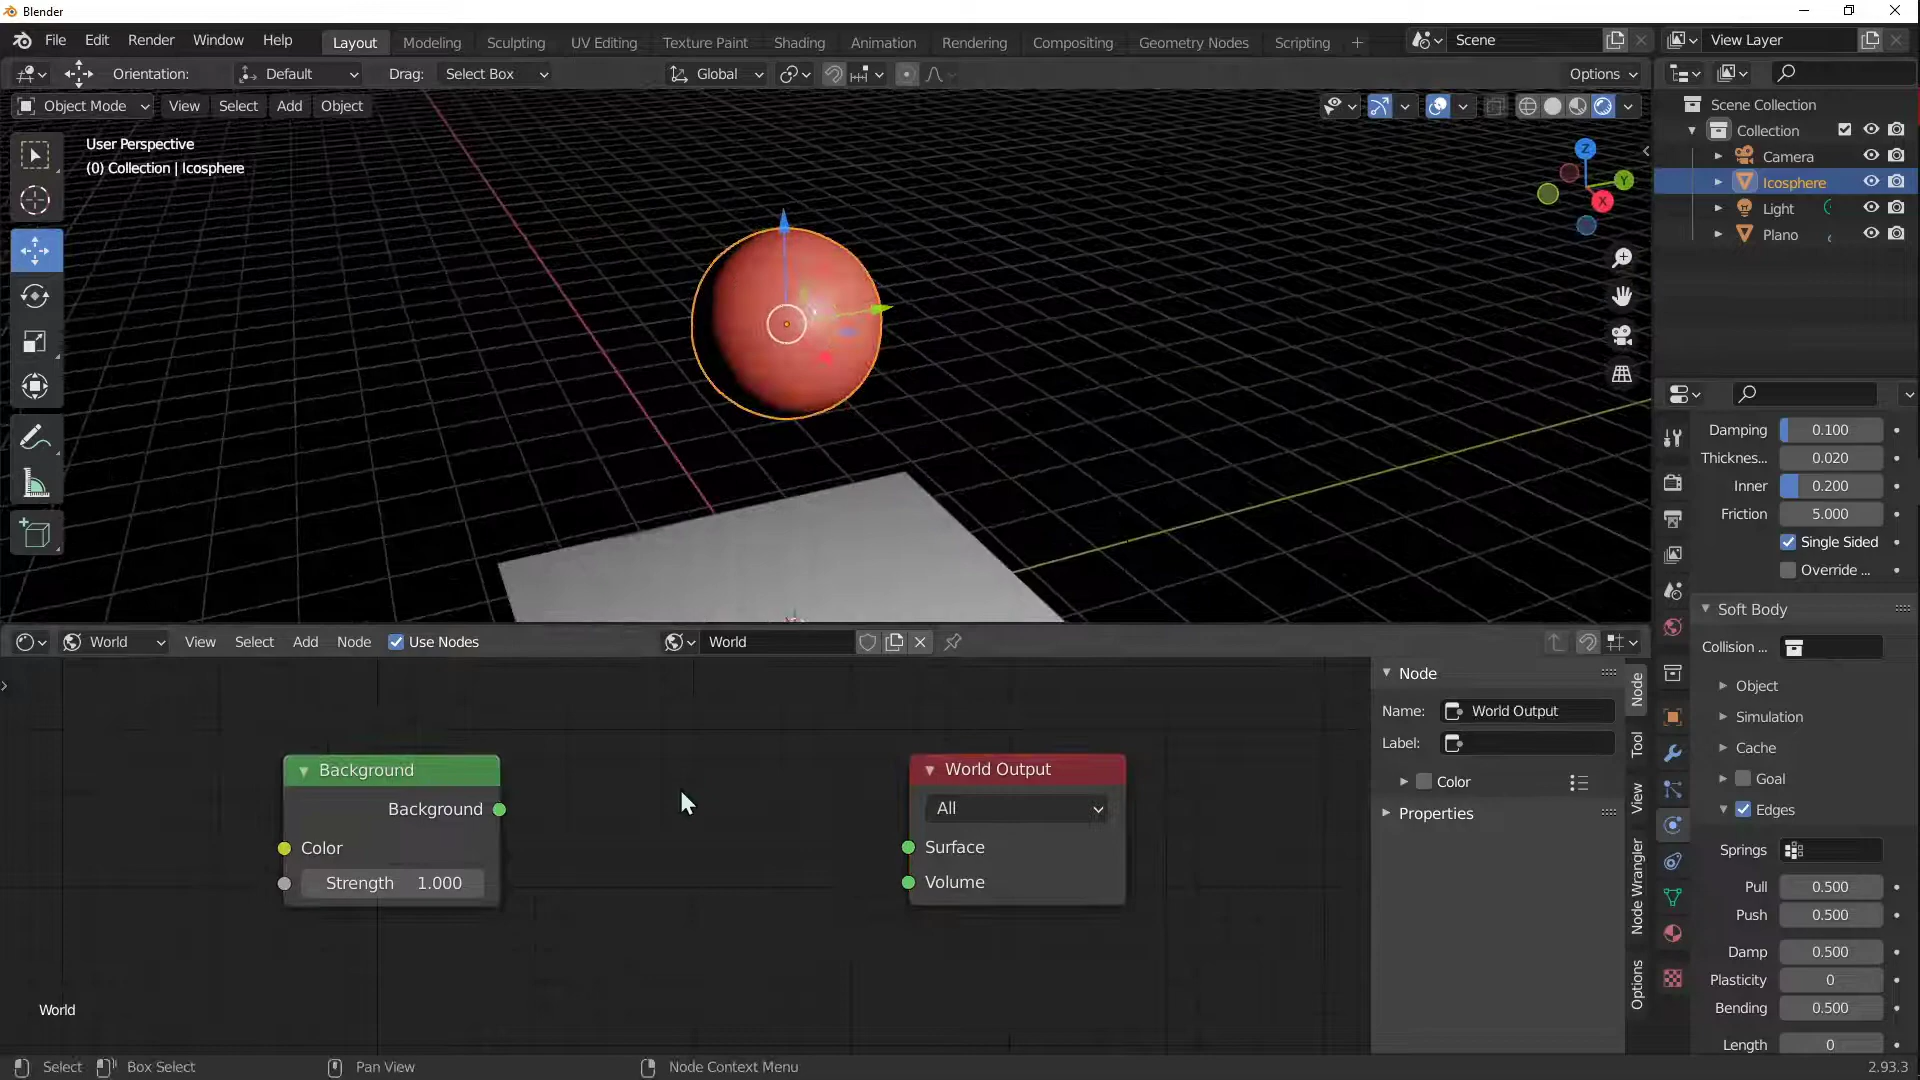 Blender
File Edit Render Window Help Layout Modeling Sculpting UV Editing Texture Paint Shading Animation Rendering Compositing Geometry Nodes Scripting + Scene View Layer
Orientation: Default Drag: Select Box Global Options
Object Mode View Select Add Object
User Perspective
(0) Collection | Icosphere
Z
Y
X
Scene Collection
Collection
Camera
Icosphere
Light
Plano
Damping 0.100
Thicknes... 0.020
Inner 0.200
Friction 5.000
Single Sided
Override ...
Soft Body
Collision ...
Object
Simulation
Cache
Goal
Edges
Springs
Pull 0.500
Push 0.500
Damp 0.500
Plasticity 0
Bending 0.500
Length 0
World View Select Add Node Use Nodes World
Background
Background
Color
Strength 1.000
World Output
All
Surface
Volume
World
Node
Name: World Output
Label:
Color
Properties
Node
Tool
View
Node Wrangler
Options
Select Box Select Pan View Node Context Menu 2.93.3